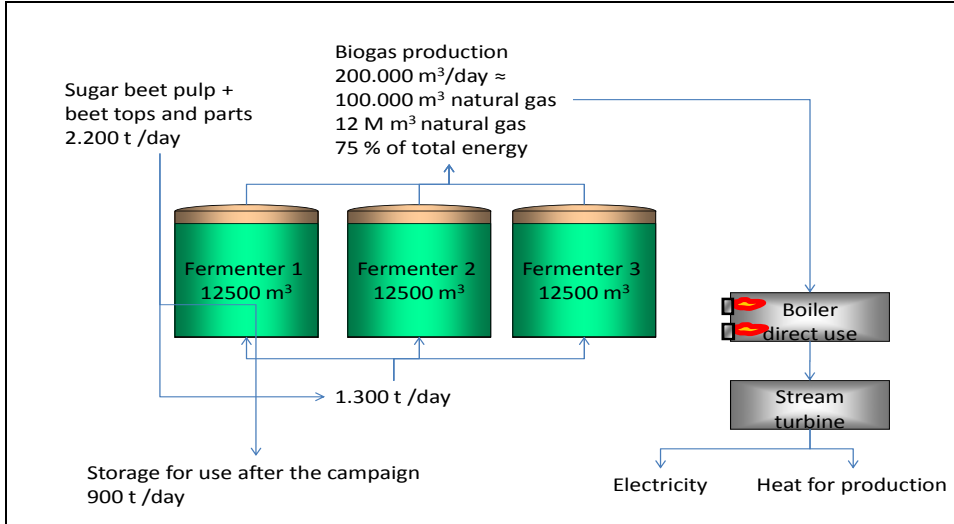 Biogas production
200.000 m³/day ≈
100.000 m³ natural gas
12 M m³ natural gas
75 % of total energy
Sugar beet pulp +
beet tops and parts
2.200 t /day
Fermenter 1
12500 m³
Fermenter 2
12500 m³
Fermenter 3
12500 m³
Boiler
direct use
1.300 t /day
Stream
turbine
Storage for use after the campaign
900 t /day
Electricity
Heat for production